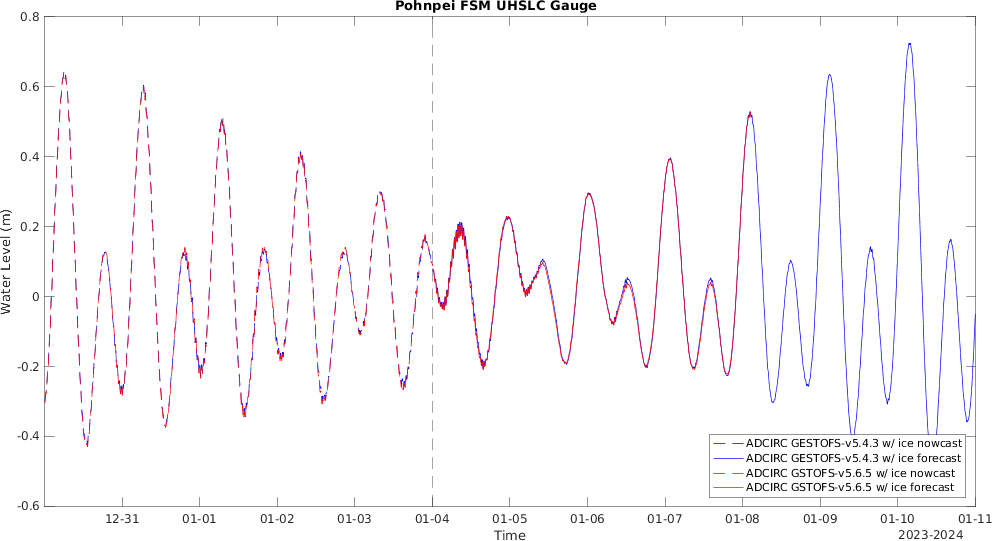 Pohnpei FSM UHSLC Gauge
0.8
0.6
0.4
0.2
0
-0.2
-0.4
-0.6
Water Level (m)
ADCIRC GESTOFS-v5.4.3 w/ ice nowcast
ADCIRC GESTOFS-v5.4.3 w/ ice forecast
ADCIRC GSTOFS-v5.6.5 w/ ice nowcast
ADCIRC GSTOFS-v5.6.5 w/ ice forecast
12-31 01-01 01-02 01-03 01-04 01-05 01-06 01-07 01-08 01-09 01-10 01-11
Time
2023-2024